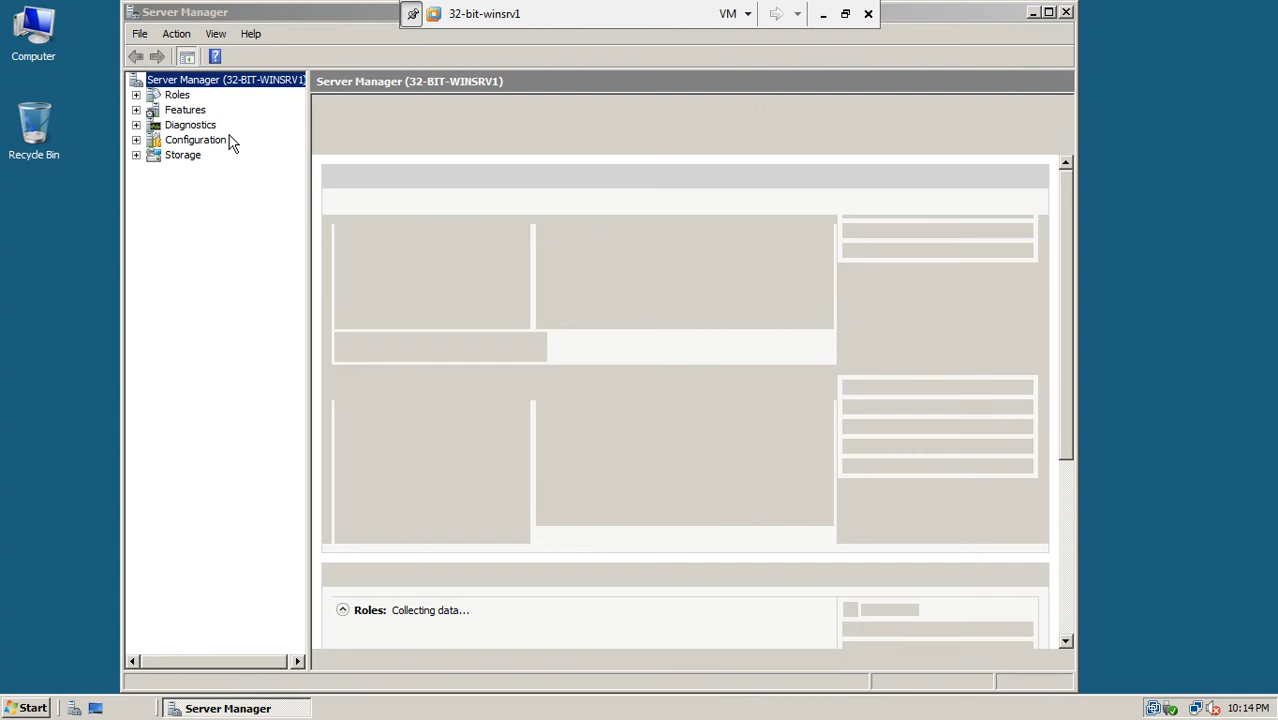 Computer
Recycle Bin
Server Manager
32-bit-winsrv1
VM
File Action View Help
Server Manager (32-BIT-WINSRV1)
Roles
Features
Diagnostics
Configuration
Storage
Server Manager (32-BIT-WINSRV1)
Roles: Collecting data...
Start
Server Manager
10:14 PM